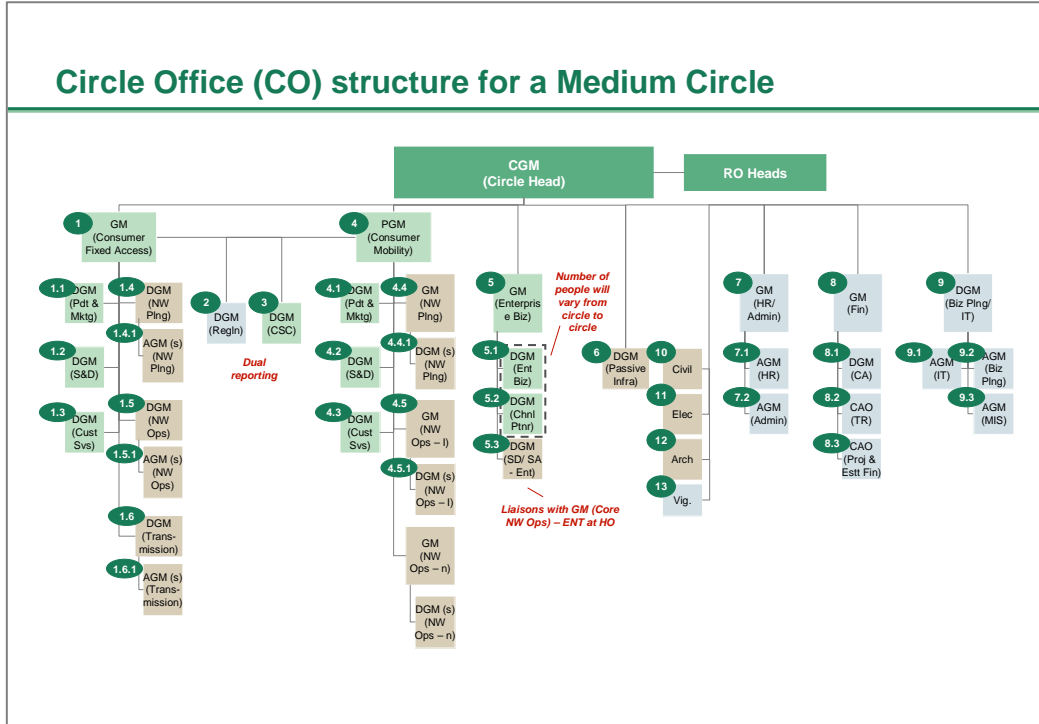 Circle Office (CO) structure for a Medium Circle
CGM
(Circle Head)
RO Heads
1
GM
(Consumer
Fixed Access)
4
PGM
(Consumer
Mobility)
1.1
DGM
(Pdt &
Mktg)
1.4
DGM
(NW
Plng)
1.4.1
AGM (s)
(NW
Plng)
1.2
DGM
(S&D)
1.3
DGM
(Cust
Svs)
1.5
DGM
(NW
Ops)
1.5.1
AGM (s)
(NW
Ops)
1.6
DGM
(Trans-
mission)
1.6.1
AGM (s)
(Trans-
mission)
2
DGM
(Regln)
3
DGM
(CSC)
Dual
reporting
4.1
DGM
(Pdt &
Mktg)
4.4
GM
(NW
Plng)
4.2
DGM
(S&D)
4.4.1
DGM (s)
(NW
Plng)
4.3
DGM
(Cust
Svs)
4.5
GM
(NW
Ops – I)
4.5.1
DGM (s)
(NW
Ops – I)
GM
(NW
Ops – n)
DGM (s)
(NW
Ops – n)
5
GM
(Enterpris
e Biz)
Number of
people will
vary from
circle to
circle
5.1
DGM
(Ent
Biz)
5.2
DGM
(Chnl
Ptnr)
5.3
DGM
(SD/ SA
- Ent)
Liaisons with GM (Core
NW Ops) – ENT at HO
6
DGM
(Passive
Infra)
10
Civil
11
Elec
12
Arch
13
Vig.
7
GM
(HR/
Admin)
7.1
AGM
(HR)
7.2
AGM
(Admin)
8
GM
(Fin)
8.1
DGM
(CA)
8.2
CAO
(TR)
8.3
CAO
(Proj &
Estt Fin)
9
DGM
(Biz Plng/
IT)
9.1
AGM
(IT)
9.2
AGM
(Biz
Plng)
9.3
AGM
(MIS)